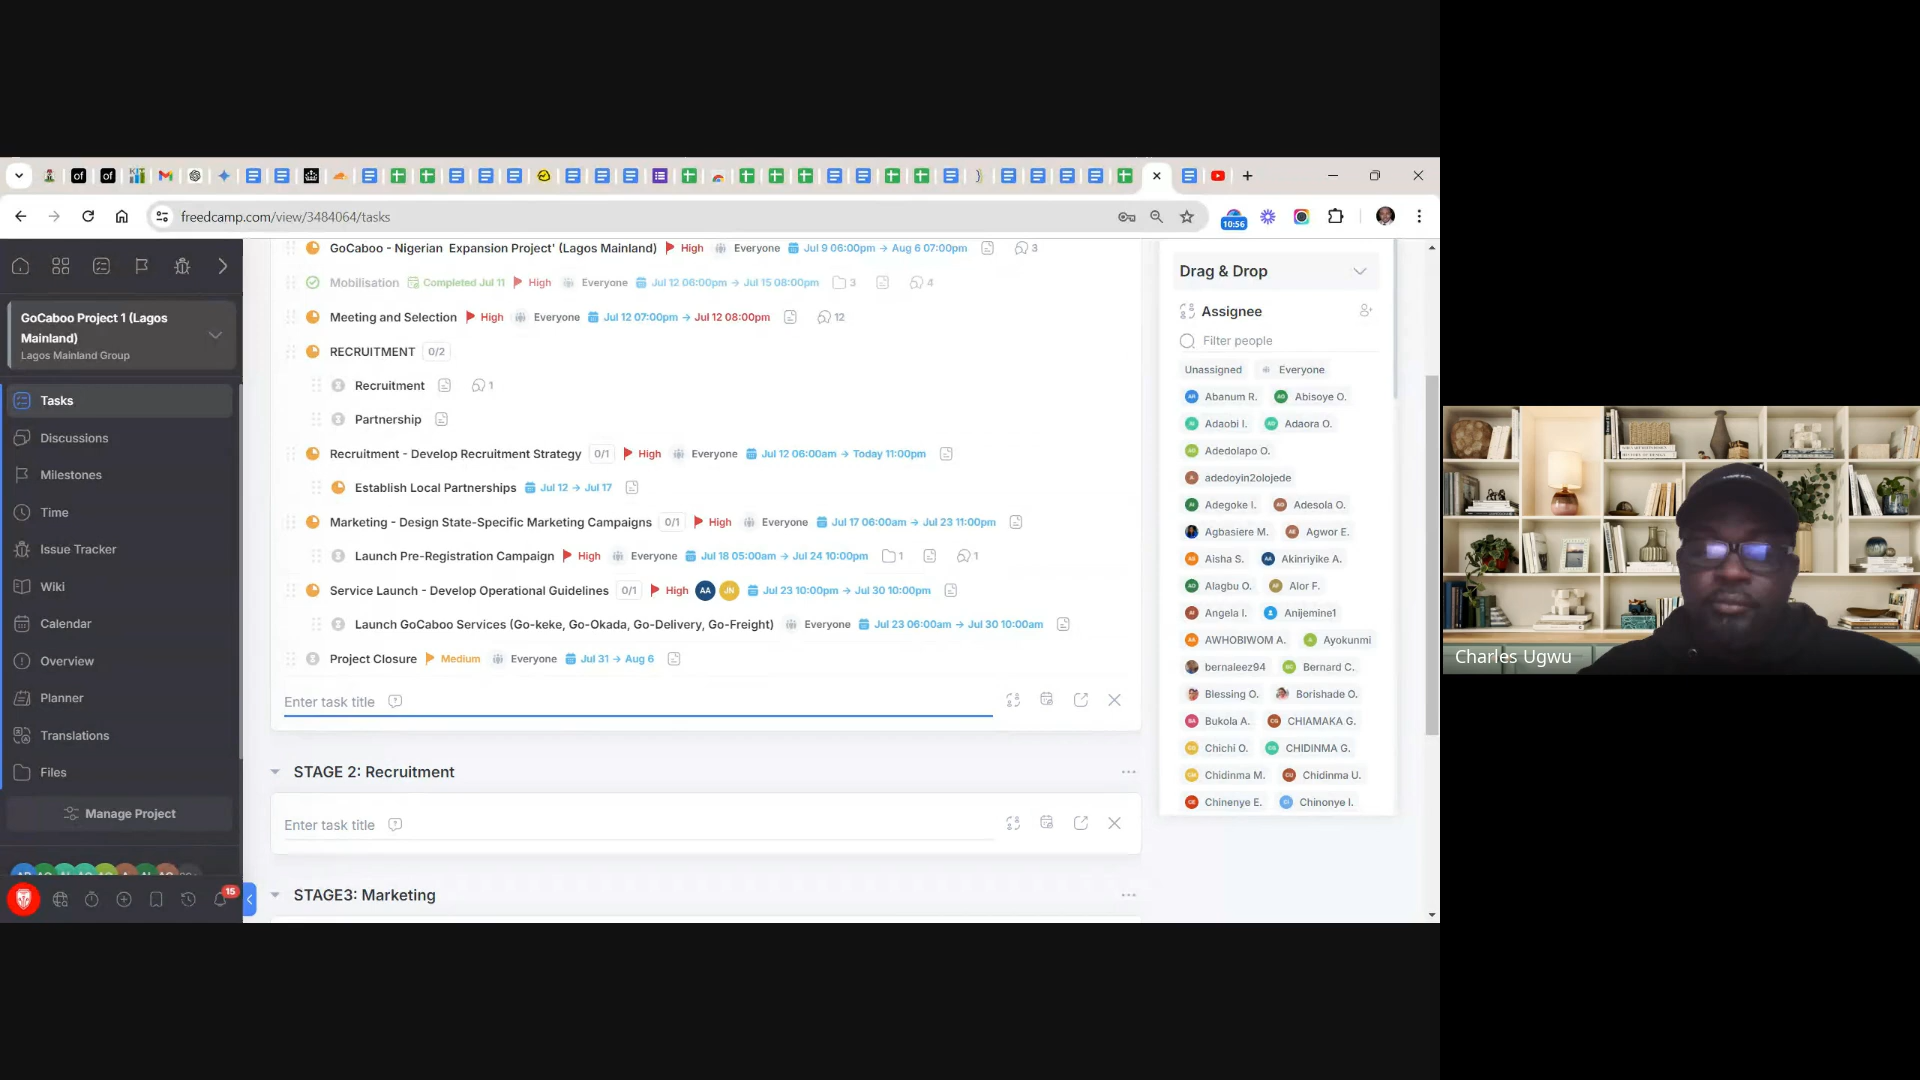 freedcamp.com/view/3484064/tasks
10:56
GoCaboo Project 1 (Lagos
Mainland)
Lagos Mainland Group
Tasks
Discussions
Milestones
Time
Issue Tracker
Wiki
Calendar
Overview
Planner
Translations
Files
Manage Project
15
GoCaboo - Nigerian Expansion Project' (Lagos Mainland) High Everyone Jul 9 06:00pm → Aug 6 07:00pm 3
Mobilisation Completed Jul 11 High Everyone Jul 12 06:00pm → Jul 15 08:00pm 3 4
Meeting and Selection High Everyone Jul 12 07:00pm → Jul 12 08:00pm 12
RECRUITMENT 0/2
Recruitment 1
Partnership
Recruitment - Develop Recruitment Strategy 0/1 High Everyone Jul 12 06:00am → Today 11:00pm
Establish Local Partnerships Jul 12 → Jul 17
Marketing - Design State-Specific Marketing Campaigns 0/1 High Everyone Jul 17 06:00am → Jul 23 11:00pm
Launch Pre-Registration Campaign High Everyone Jul 18 05:00am → Jul 24 10:00pm 1 1
Service Launch - Develop Operational Guidelines 0/1 High AA JN Jul 23 10:00pm → Jul 30 10:00pm
Launch GoCaboo Services (Go-keke, Go-Okada, Go-Delivery, Go-Freight) Everyone Jul 23 06:00am → Jul 30 10:00am
Project Closure Medium Everyone Jul 31 → Aug 6
Enter task title
STAGE 2: Recruitment
Enter task title
STAGE3: Marketing
Drag & Drop
Assignee
Filter people
Unassigned Everyone
Abanum R. Abisoye O.
Adaobi I. Adaora O.
Adedolapo O.
adedoyin2olojede
Adegoke I. Adesola O.
Agbasiere M. Agwor E.
Aisha S. Akinriyike A.
Alagbu O. Alor F.
Angela I. Anijemine1
AWHOBIWOM A. Ayokunmi
bernaleez94 Bernard C.
Blessing O. Borishade O.
Bukola A. CHIAMAKA G.
Chichi O. CHIDINMA G.
Chidinma M. Chidinma U.
Chinenye E. Chinonye I.
Charles Ugwu